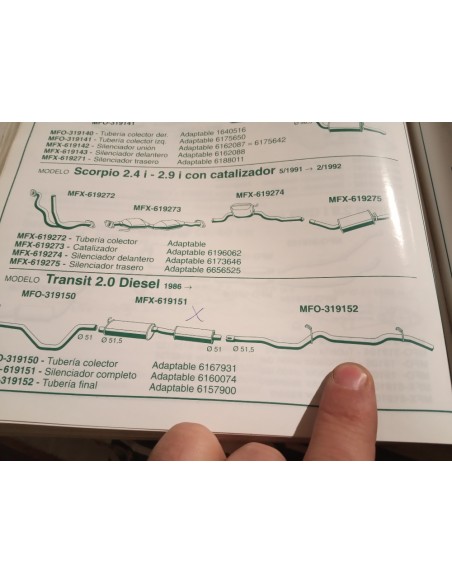 MFO-319141
MFO-319140 - Tubería colector der. Adaptable 1640516
MFO-319141 - Tubería colector izq. Adaptable 6175650
MFX-619142 - Silenciador unión Adaptable 6162087 = 6175642
MFX-619143 - Silenciador delantero Adaptable 6162088
MFX-619271 - Silenciador trasero Adaptable 6188011
MODELO Scorpio 2.4 i - 2.9 i con catalizador 5/1991 → 2/1992
MFX-619272 MFX-619273 MFX-619274 MFX-619275
MFX-619272 - Tubería colector Adaptable
MFX-619273 - Catalizador Adaptable 6196062
MFX-619274 - Silenciador delantero Adaptable 6173646
MFX-619275 - Silenciador trasero Adaptable 6656525
MODELO Transit 2.0 Diesel 1986 →
MFO-319150 MFX-619151 MFO-319152
X
Ø 51 Ø 51,5 Ø 51 Ø 51,5
O-319150 - Tubería colector Adaptable 6167931
-619151 - Silenciador completo Adaptable 6160074
-319152 - Tubería final Adaptable 6157900